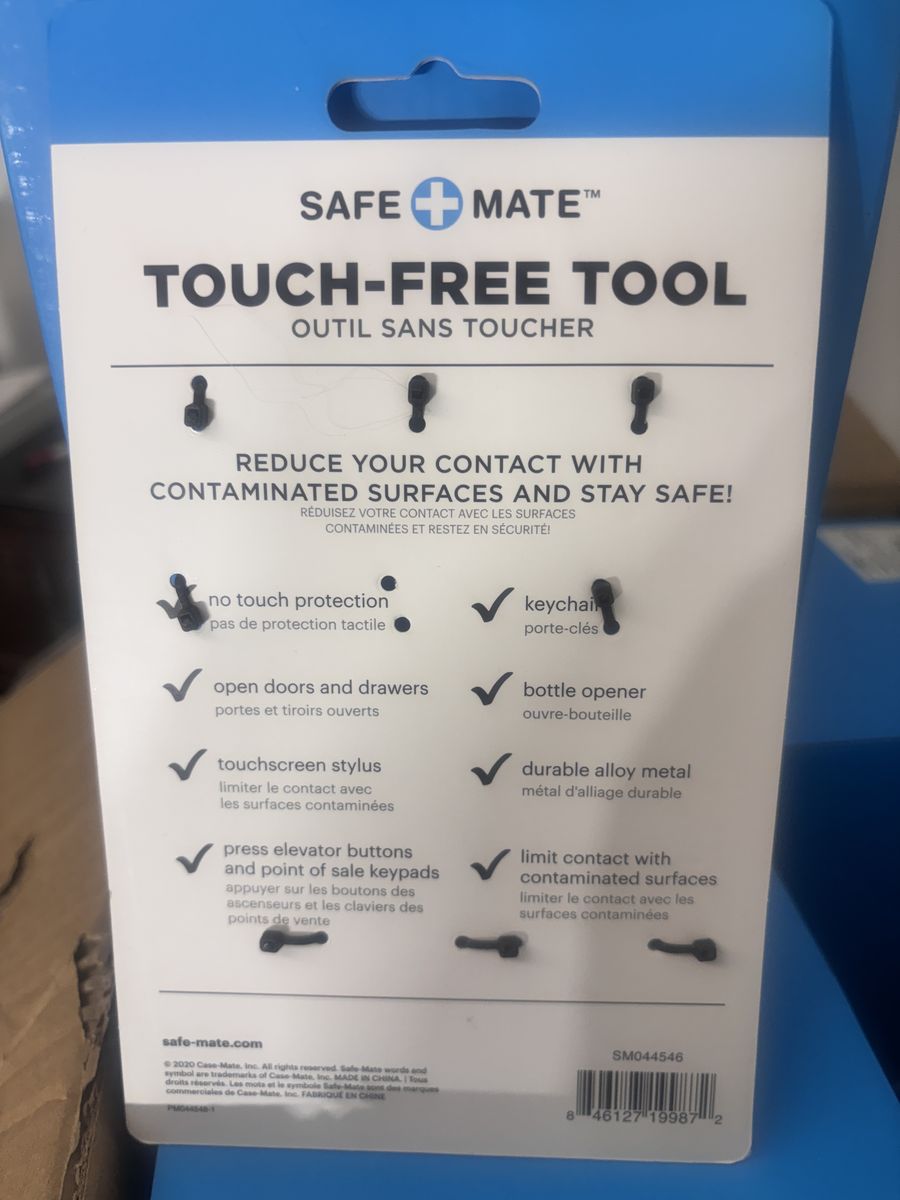 SAFE MATE™
TOUCH-FREE TOOL
OUTIL SANS TOUCHER
REDUCE YOUR CONTACT WITH
CONTAMINATED SURFACES AND STAY SAFE!
RÉDUISEZ VOTRE CONTACT AVEC LES SURFACES
CONTAMINÉES ET RESTEZ EN SÉCURITÉ!
no touch protection
pas de protection tactile
open doors and drawers
portes et tiroirs ouverts
touchscreen stylus
limiter le contact avec
les surfaces contaminées
press elevator buttons
and point of sale keypads
appuyer sur les boutons des
ascenseurs et les claviers des
points de vente
keychain
porte-clés
bottle opener
ouvre-bouteille
durable alloy metal
métal d'alliage durable
limit contact with
contaminated surfaces
limiter le contact avec les
surfaces contaminées
safe-mate.com
© 2020 Case-Mate, Inc. All rights reserved. Safe-Mate words and
symbol are trademarks of Case-Mate, Inc. MADE IN CHINA. | Tous
droits réservés. Les mots et le symbole Safe-Mate sont des marques
commerciales de Case-Mate, Inc. FABRIQUÉ EN CHINE
PM044546-1
SM044546
8 46127 19987 2